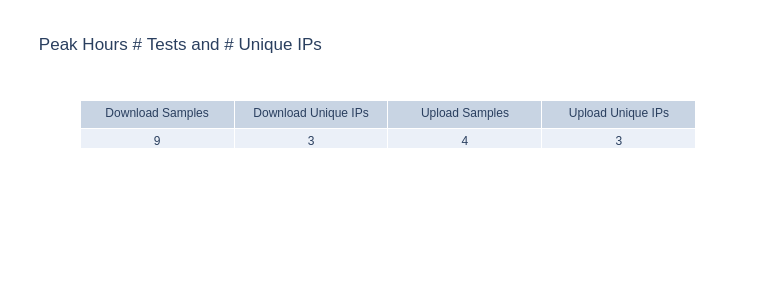 Peak Hours # Tests and # Unique IPs
Download Samples Download Unique IPs Upload Samples Upload Unique IPs
9 3 4 3